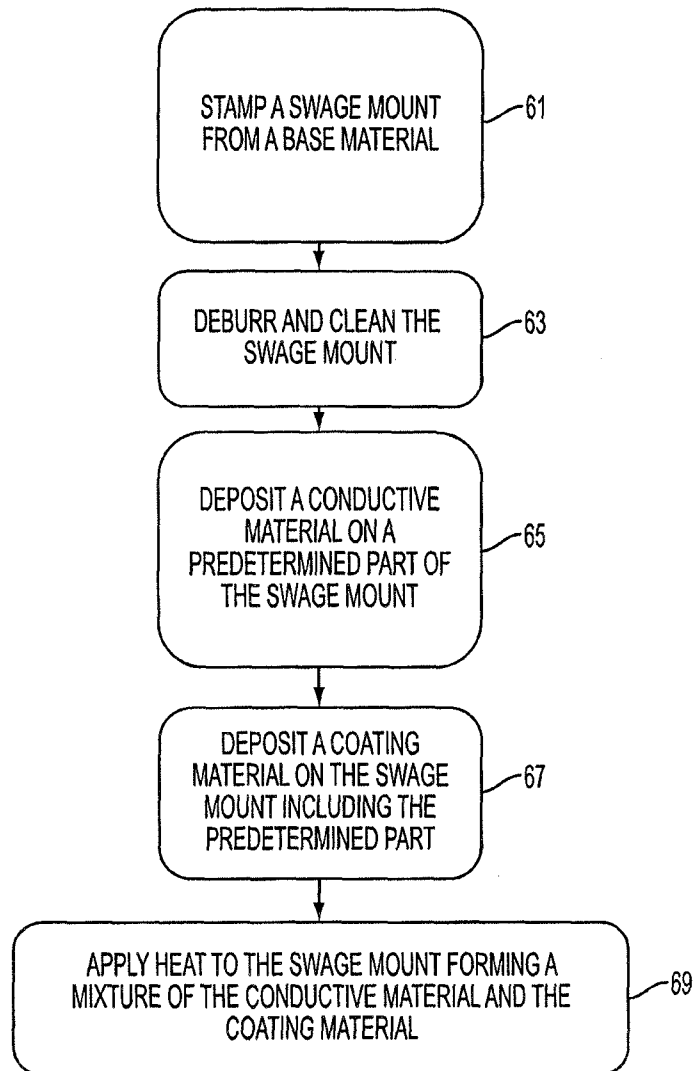 STAMP A SWAGE MOUNT
FROM A BASE MATERIAL
61
DEBURR AND CLEAN THE
SWAGE MOUNT
63
DEPOSIT A CONDUCTIVE
MATERIAL ON A
PREDETERMINED PART OF
THE SWAGE MOUNT
65
DEPOSIT A COATING
MATERIAL ON THE SWAGE
MOUNT INCLUDING THE
PREDETERMINED PART
67
APPLY HEAT TO THE SWAGE MOUNT FORMING A
MIXTURE OF THE CONDUCTIVE MATERIAL AND THE
COATING MATERIAL
69